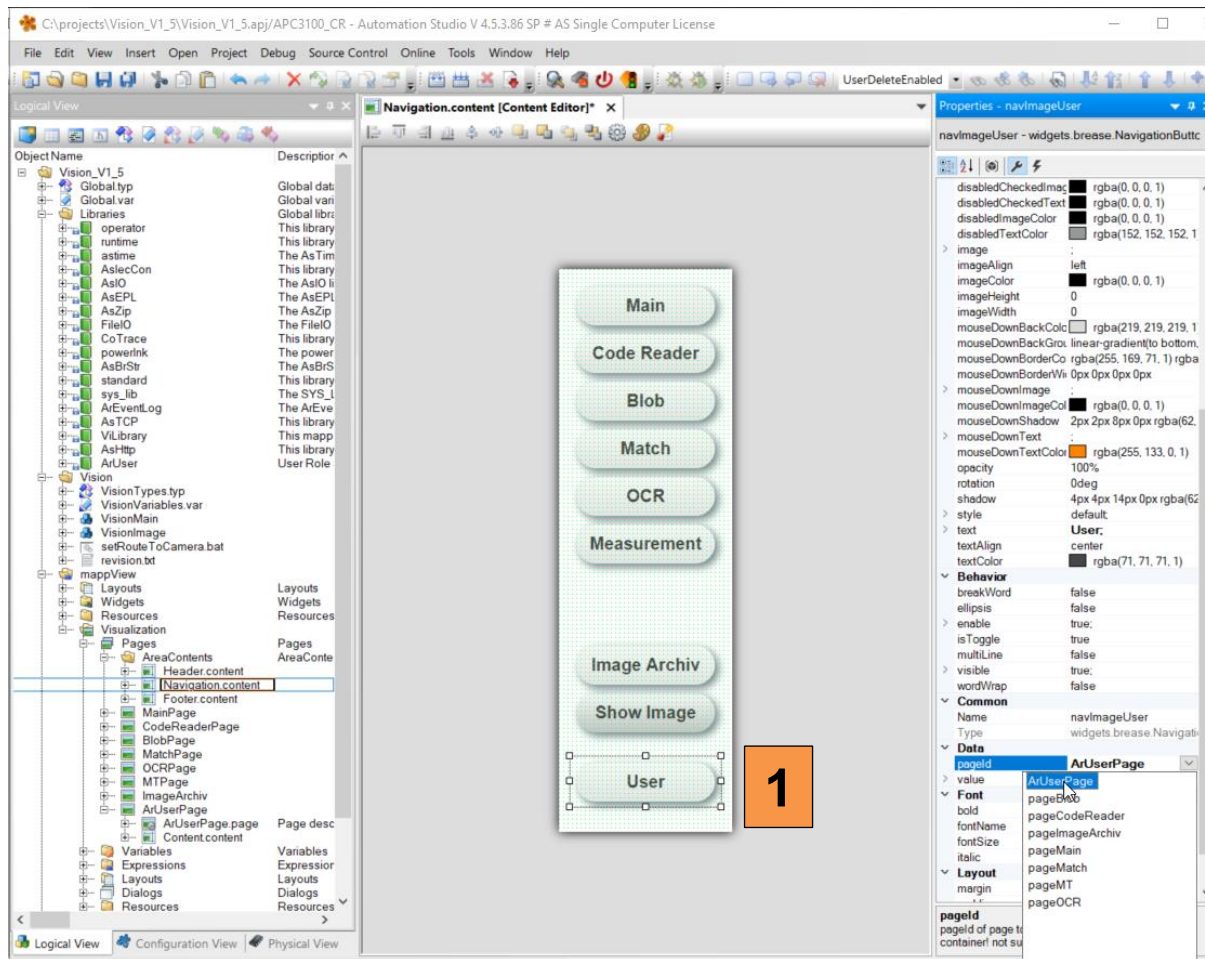 C:\projects\Vision_V1_5\Vision_V1_5.apj/APC3100_CR - Automation Studio V 4.5.3.86 SP # AS Single Computer License
File Edit View Insert Open Project Debug Source Control Online Tools Window Help
UserDeleteEnabled
Logical View
Object Name Description
Vision_V1_5
Global.typ Global data
Global.var Global vari
Libraries Global libra
operator This library
runtime This library
astime The AsTim
AsIecCon This library
AsIO The AsIO li
AsEPL The AsEPL
AsZip The AsZip
FileIO The FileIO
CoTrace This library
powerlnk The power
AsBrStr The AsBrS
standard This library
sys_lib The SYS_L
ArEventLog The ArEve
AsTCP This library
ViLibrary This mapp
AsHttp This library
ArUser User Role
Vision
VisionTypes.typ
VisionVariables.var
VisionMain
VisionImage
setRouteToCamera.bat
revision.txt
mappView
Layouts Layouts
Widgets Widgets
Resources Resources
Visualization
Pages Pages
AreaContents AreaConte
Header.content
Navigation.content
Footer.content
MainPage
CodeReaderPage
BlobPage
MatchPage
OCRPage
MTPage
ImageArchiv
ArUserPage
ArUserPage.page Page desc
Content.content
Variables Variables
Expressions Expression
Layouts Layouts
Dialogs Dialogs
Resources Resources
Logical View Configuration View Physical View
Navigation.content [Content Editor]*
Main
Code Reader
Blob
Match
OCR
Measurement
Image Archiv
Show Image
User
1
Properties - navImageUser
navImageUser - widgets.brease.NavigationButtc
disabledCheckedImag rgba(0, 0, 0, 1)
disabledCheckedText rgba(0, 0, 0, 1)
disabledImageColor rgba(0, 0, 0, 1)
disabledTextColor rgba(152, 152, 152, 1
image ;
imageAlign left
imageColor rgba(0, 0, 0, 1)
imageHeight 0
imageWidth 0
mouseDownBackColc rgba(219, 219, 219, 1
mouseDownBackGrou linear-gradient(to bottom,
mouseDownBorderCo rgba(255, 169, 71, 1) rgba
mouseDownBorderWi 0px 0px 0px 0px
mouseDownImage ;
mouseDownImageCol rgba(0, 0, 0, 1)
mouseDownShadow 2px 2px 8px 0px rgba(62,
mouseDownText ;
mouseDownTextColor rgba(255, 133, 0, 1)
opacity 100%
rotation 0deg
shadow 4px 4px 14px 0px rgba(62
style default;
text User;
textAlign center
textColor rgba(71, 71, 71, 1)
Behavior
breakWord false
ellipsis false
enable true;
isToggle true
multiLine false
visible true;
wordWrap false
Common
Name navImageUser
Type widgets.brease.Navigati
Data
pageId ArUserPage
value
Font
bold
fontName
fontSize
italic
Layout
margin
ArUserPage
pageBlob
pageCodeReader
pageImageArchiv
pageMain
pageMatch
pageMT
pageOCR
pageId
pageId of page to
container! not su